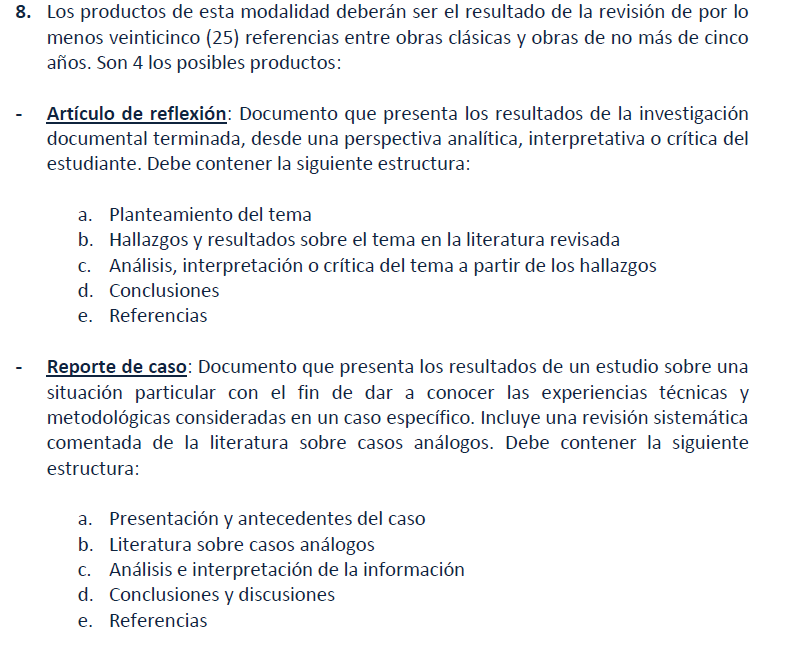 8. Los productos de esta modalidad deberán ser el resultado de la revisión de por lo
menos veinticinco (25) referencias entre obras clásicas y obras de no más de cinco
años. Son 4 los posibles productos:
- Artículo de reflexión: Documento que presenta los resultados de la investigación
documental terminada, desde una perspectiva analítica, interpretativa o crítica del
estudiante. Debe contener la siguiente estructura:
a. Planteamiento del tema
b. Hallazgos y resultados sobre el tema en la literatura revisada
c. Análisis, interpretación o crítica del tema a partir de los hallazgos
d. Conclusiones
e. Referencias
- Reporte de caso: Documento que presenta los resultados de un estudio sobre una
situación particular con el fin de dar a conocer las experiencias técnicas y
metodológicas consideradas en un caso específico. Incluye una revisión sistemática
comentada de la literatura sobre casos análogos. Debe contener la siguiente
estructura:
a. Presentación y antecedentes del caso
b. Literatura sobre casos análogos
c. Análisis e interpretación de la información
d. Conclusiones y discusiones
e. Referencias